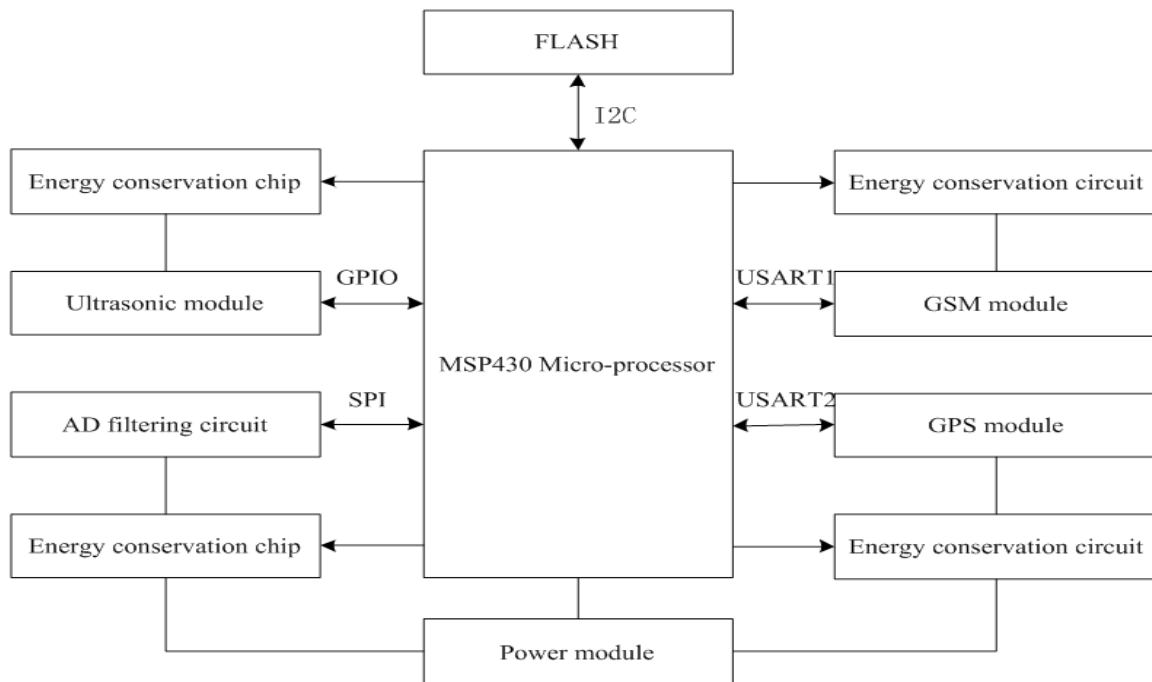 FLASH
I2C
Energy conservation chip
Energy conservation circuit
GPIO
USART1
Ultrasonic module
GSM module
MSP430 Micro-processor
SPI
USART2
AD filtering circuit
GPS module
Energy conservation chip
Energy conservation circuit
Power module